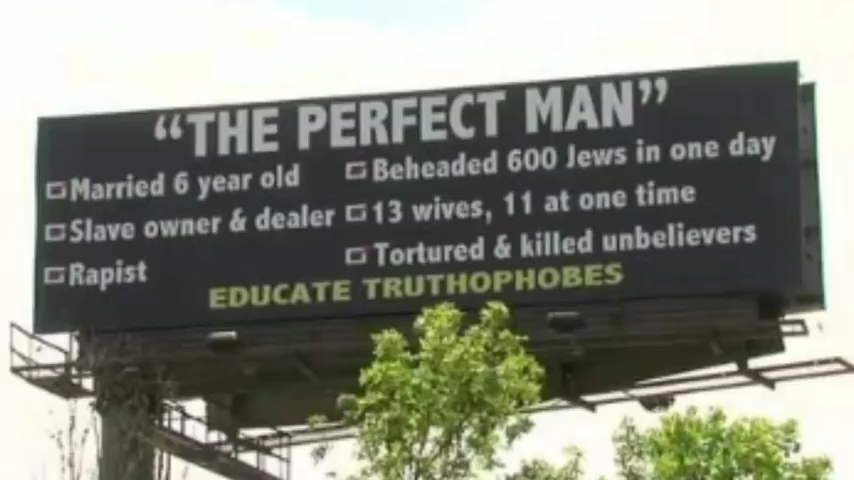 “THE PERFECT MAN”
Married 6 year old
Beheaded 600 Jews in one day
Slave owner & dealer
13 wives, 11 at one time
Rapist
Tortured & killed unbelievers
EDUCATE TRUTHOPHOBES